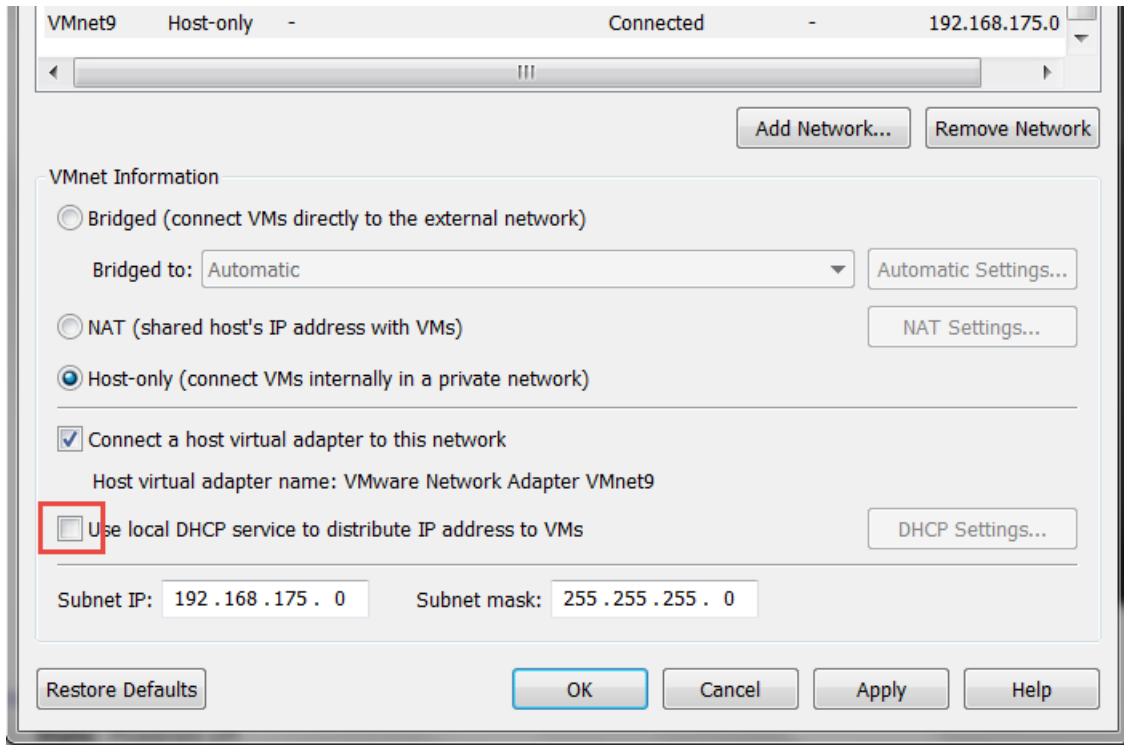 VMnet9 Host-only - Connected - 192.168.175.0
Add Network... Remove Network
VMnet Information
Bridged (connect VMs directly to the external network)
Bridged to: Automatic Automatic Settings...
NAT (shared host's IP address with VMs) NAT Settings...
Host-only (connect VMs internally in a private network)
Connect a host virtual adapter to this network
Host virtual adapter name: VMware Network Adapter VMnet9
Use local DHCP service to distribute IP address to VMs DHCP Settings...
Subnet IP: 192.168.175. 0 Subnet mask: 255.255.255. 0
Restore Defaults OK Cancel Apply Help